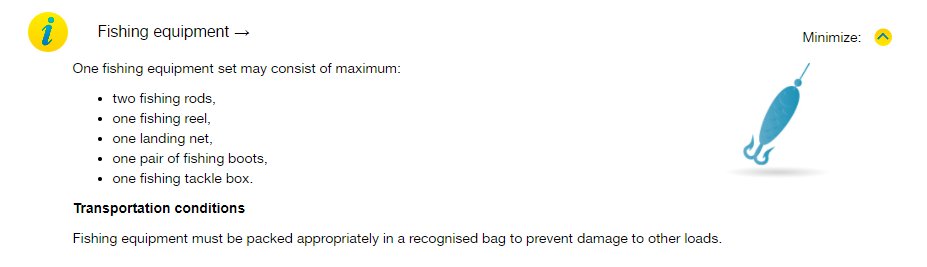 i
Fishing equipment →
Minimize:
One fishing equipment set may consist of maximum:
• two fishing rods,
• one fishing reel,
• one landing net,
• one pair of fishing boots,
• one fishing tackle box.
Transportation conditions
Fishing equipment must be packed appropriately in a recognised bag to prevent damage to other loads.